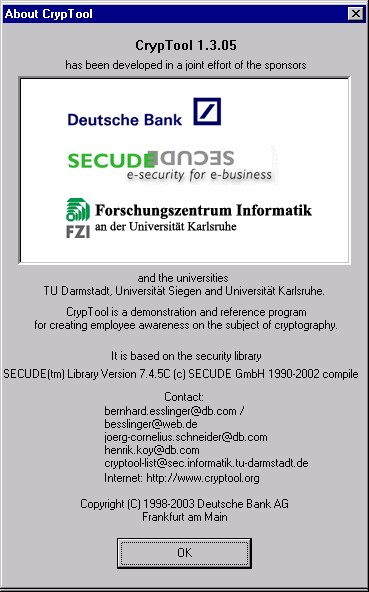 About CrypTool
CrypTool 1.3.05
has been developed in a joint effort of the sponsors
Deutsche Bank
SECUDE SECUDE
e-security for e-business
FZI Forschungszentrum Informatik
an der Universität Karlsruhe
and the universities
TU Darmstadt, Universität Siegen and Universität Karlsruhe.
CrypTool is a demonstration and reference program
for creating employee awareness on the subject of cryptography.
It is based on the security library
SECUDE(tm) Library Version 7.4.5C (c) SECUDE GmbH 1990-2002 compile
Contact:
bernhard.esslinger@db.com /
besslinger@web.de
joerg-cornelius.schneider@db.com
henrik.koy@db.com
cryptool-list@sec.informatik.tu-darmstadt.de
Internet: http://www.cryptool.org
Copyright (C) 1998-2003 Deutsche Bank AG
Frankfurt am Main
OK